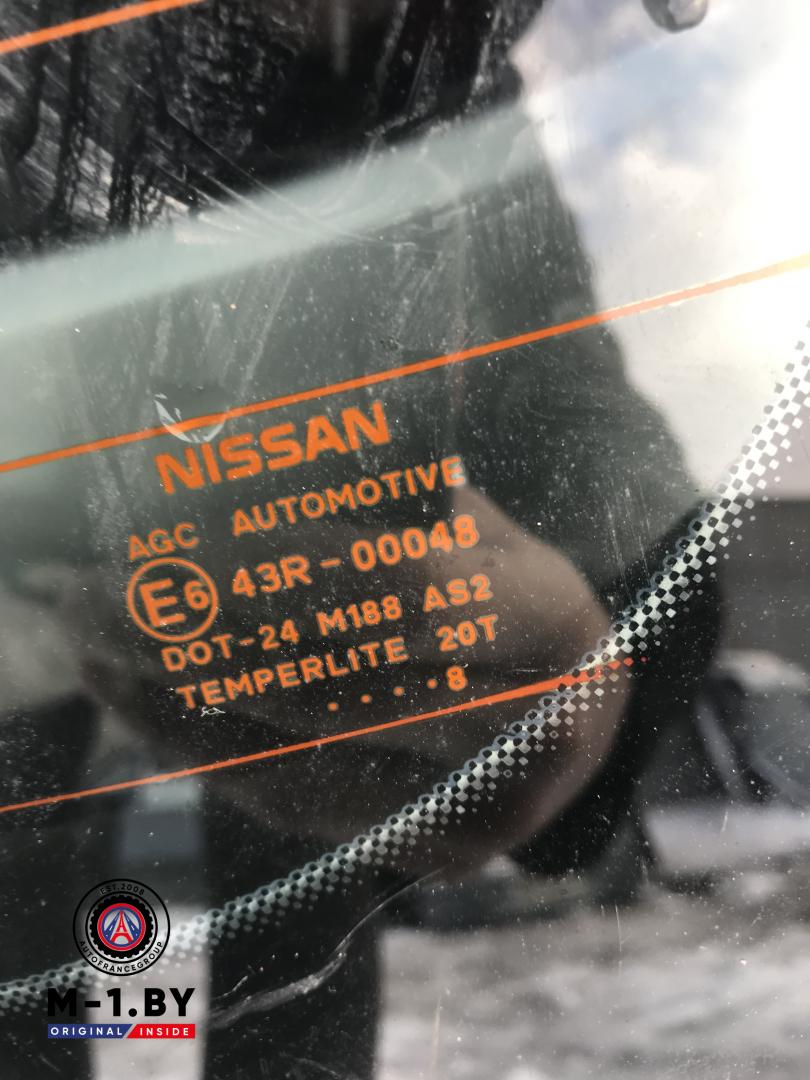 NISSAN
AGC AUTOMOTIVE
E6 43R-00048
DOT-24 M188 AS2
TEMPERLITE 20T
. . . . 8
EST.2008
AUTOFRANCEGROUP
M-1.BY
ORIGINAL INSIDE